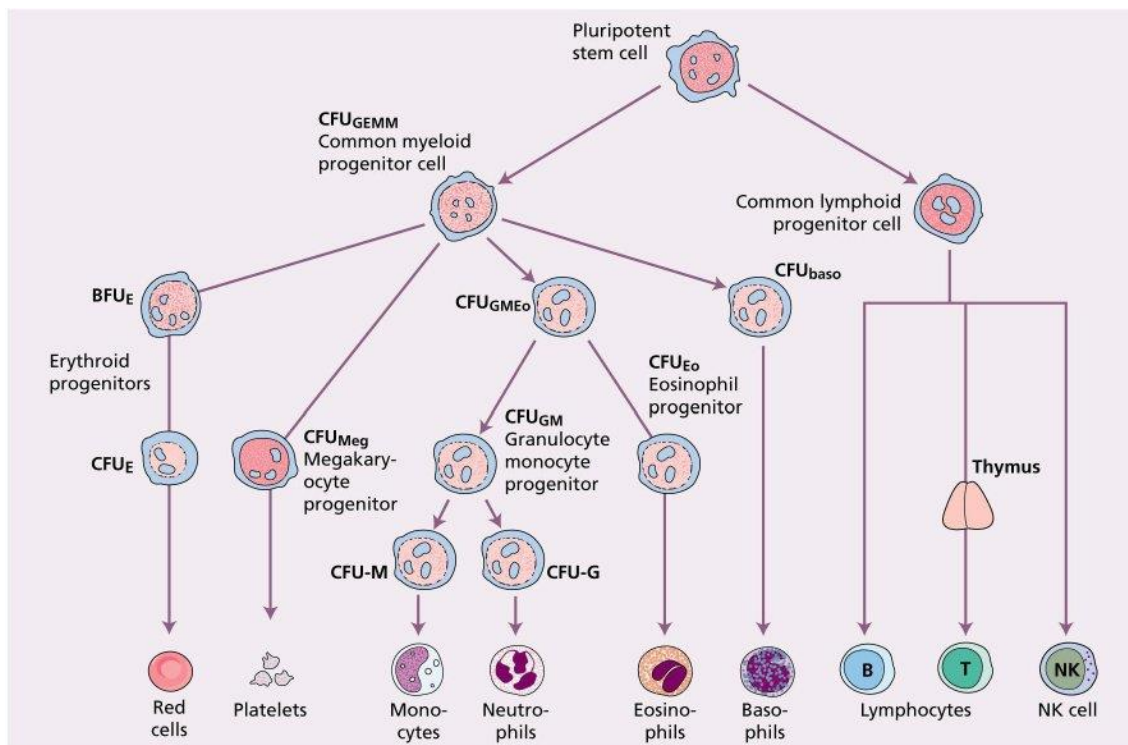 Pluripotent
stem cell
CFUGEMM
Common myeloid
progenitor cell
Common lymphoid
progenitor cell
BFUE
CFUGMEo
CFUbaso
Erythroid
progenitors
CFUEo
Eosinophil
progenitor
CFUE
CFUMeg
Megakary-
ocyte
progenitor
CFUGM
Granulocyte
monocyte
progenitor
Thymus
CFU-M
CFU-G
B
T
NK
Red
cells
Platelets
Mono-
cytes
Neutro-
phils
Eosino-
phils
Baso-
phils
Lymphocytes
NK cell